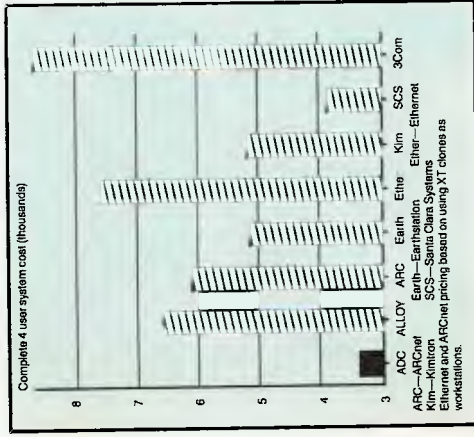 Complete 4 user system cost (thousands)
8
7
6
5
4
3
ADC ALLOY ARC Earth Ethe Kim SCS 3Com
ARC—ARCnet Earth—Earthstation
Kim—Kimtron SCS—Santa Clara Systems Ether—Ethernet
Ethernet and ARCnet pricing based on using XT clones as
workstations.